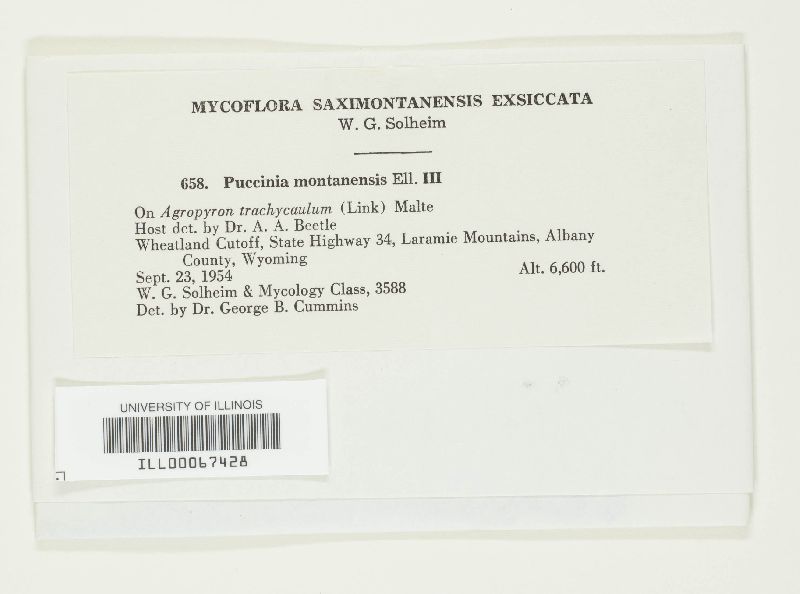 MYCOFLORA SAXIMONTANENSIS EXSICCATA
W. G. Solheim
658. Puccinia montanensis Ell. III
On Agropyron trachycaulum (Link) Malte
Host det. by Dr. A. A. Beetle
Wheatland Cutoff, State Highway 34, Laramie Mountains, Albany
County, Wyoming
Sept. 23, 1954 Alt. 6,600 ft.
W. G. Solheim & Mycology Class, 3588
Det. by Dr. George B. Cummins
UNIVERSITY OF ILLINOIS
ILL00067428